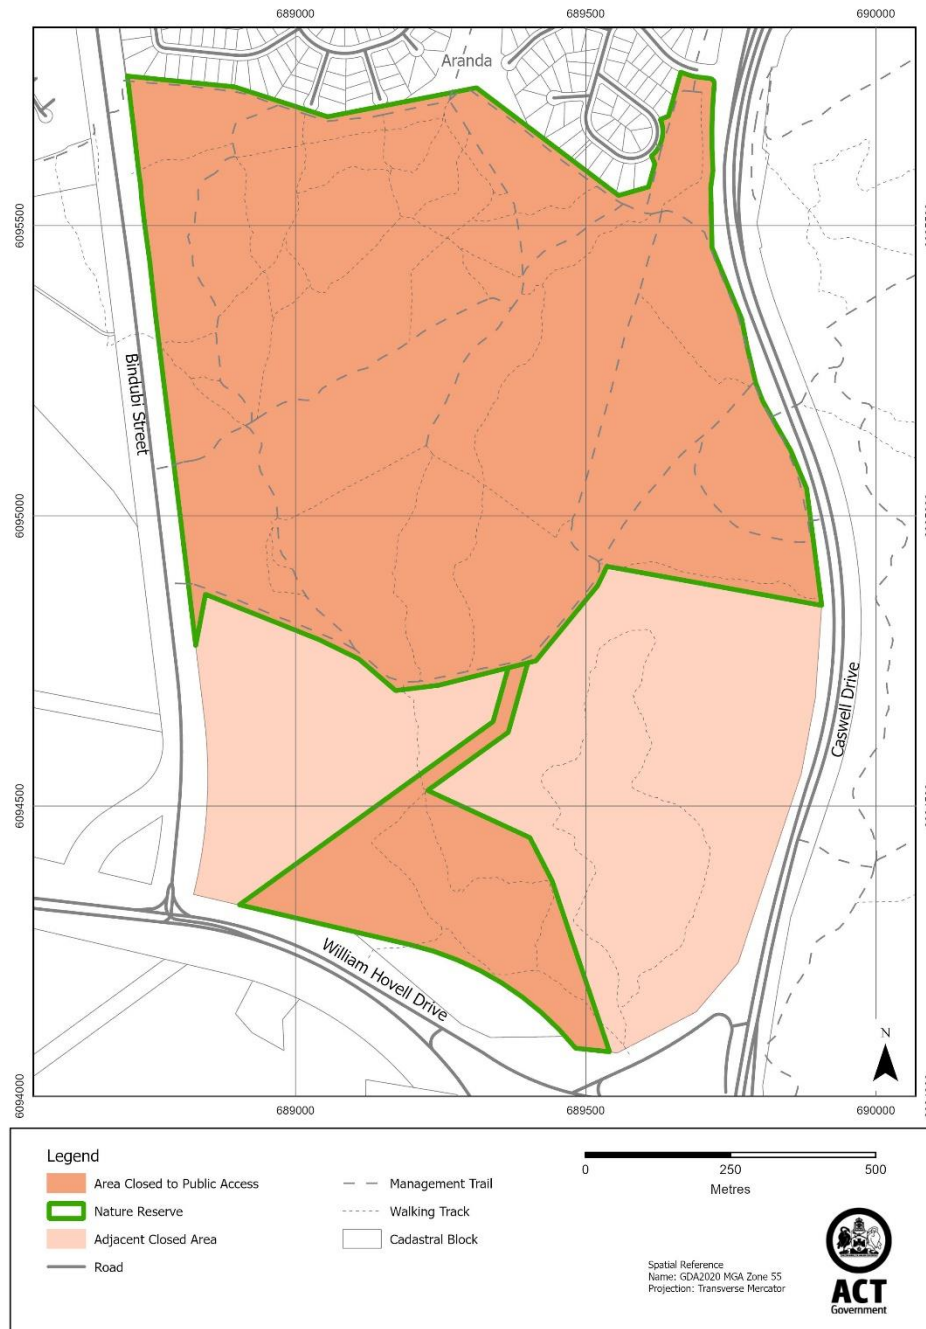 689000
689500
690000
Aranda
6095500
Bindubi Street
6095000
Caswell Drive
6094500
William Hovell Drive
N
6094000
689000
689500
690000
Legend
Area Closed to Public Access
Nature Reserve
Adjacent Closed Area
Road
Management Trail
Walking Track
Cadastral Block
0 250 500
Metres
Spatial Reference
Name: GDA2020 MGA Zone 55
Projection: Transverse Mercator
ACT
Government